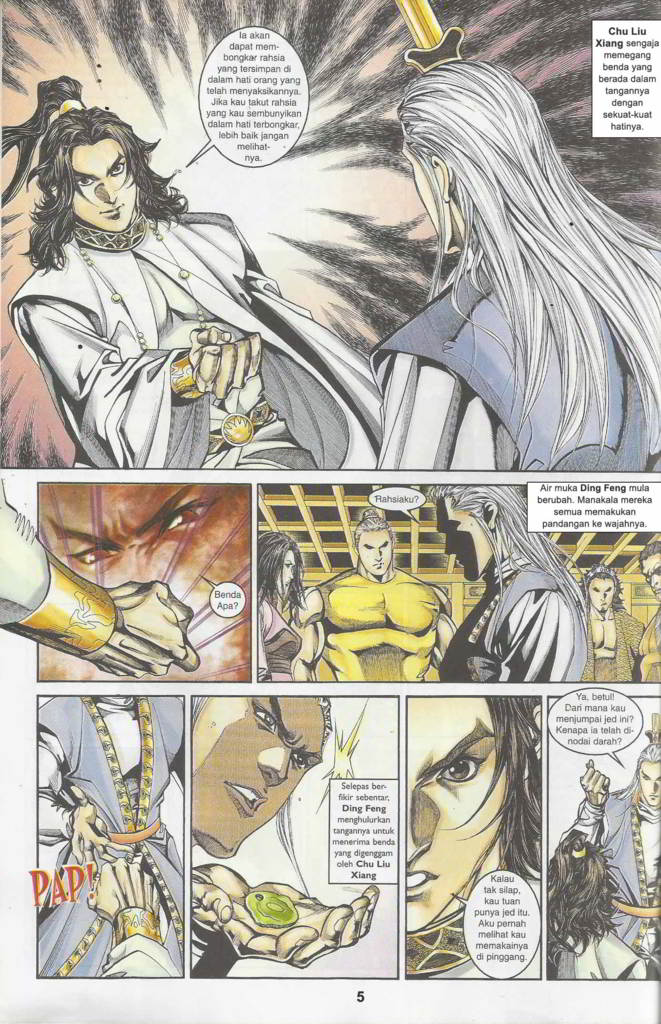 Ia akan
dapat mem-
bongkar rahsia
yang tersimpan di
dalam hati orang yang
telah menyaksikannya.
Jika kau takut rahsia
yang kau sembunyikan
dalam hati terbongkar,
lebih baik jangan
melihat-
nya.
Chu Liu
Xiang sengaja
memegang
benda yang
berada dalam
tangannya
dengan
sekuat-kuat
hatinya.
Benda
Apa?
'Rahsiaku?
Air muka Ding Feng mula
berubah. Manakala mereka
semua memakukan
pandangan ke wajahnya.
PAP!
Selepas ber-
fikir sebentar,
Ding Feng
menghulurkan
tangannya untuk
menerima benda
yang digenggam
oleh Chu Liu
Xiang
Kalau
tak silap,
kau tuan
punya jed itu.
Aku pernah
melihat kau
memakainya
di pinggang.
Ya, betul!
Dari mana kau
menjumpai jed ini?
Kenapa ia telah di-
nodai darah?
5